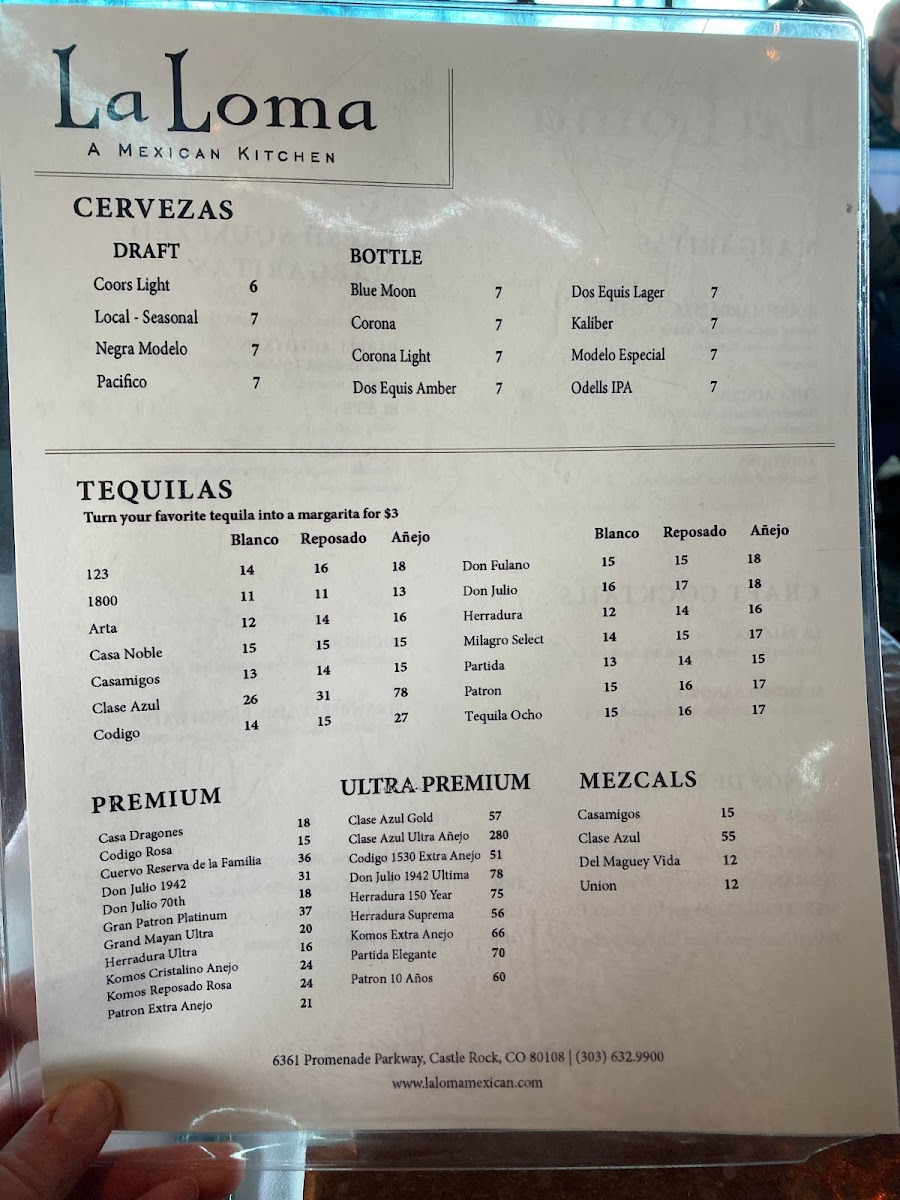 La Loma
A Mexican Kitchen
CERVEZAS
DRAFT
Coors Light 6
Local - Seasonal 7
Negra Modelo 7
Pacifico 7
BOTTLE
Blue Moon 7
Corona 7
Corona Light 7
Dos Equis Amber 7
Dos Equis Lager 7
Kaliber 7
Modelo Especial 7
Odells IPA 7
TEQUILAS
Turn your favorite tequila into a margarita for $3
Blanco Reposado Añejo
123 14 16 18
1800 11 11 13
Arta 12 14 16
Casa Noble 15 15 15
Casamigos 13 14 15
Clase Azul 26 31 78
Codigo 14 15 27
Blanco Reposado Añejo
Don Fulano 15 15 18
Don Julio 16 17 18
Herradura 12 14 16
Milagro Select 14 15 17
Partida 13 14 15
Patron 15 16 17
Tequila Ocho 15 16 17
PREMIUM
Casa Dragones 18
Codigo Rosa 15
Cuervo Reserva de la Familia 36
Don Julio 1942 31
Don Julio 70th 18
Gran Patron Platinum 37
Grand Mayan Ultra 20
Herradura Ultra 16
Komos Cristalino Anejo 24
Komos Reposado Rosa 24
Patron Extra Anejo 21
ULTRA PREMIUM
Clase Azul Gold 57
Clase Azul Ultra Añejo 280
Codigo 1530 Extra Anejo 51
Don Julio 1942 Ultima 78
Herradura 150 Year 75
Herradura Suprema 56
Komos Extra Anejo 66
Partida Elegante 70
Patron 10 Años 60
MEZCALS
Casamigos 15
Clase Azul 55
Del Maguey Vida 12
Union 12
6361 Promenade Parkway, Castle Rock, CO 80108 | (303) 632.9900
www.lalomamexican.com